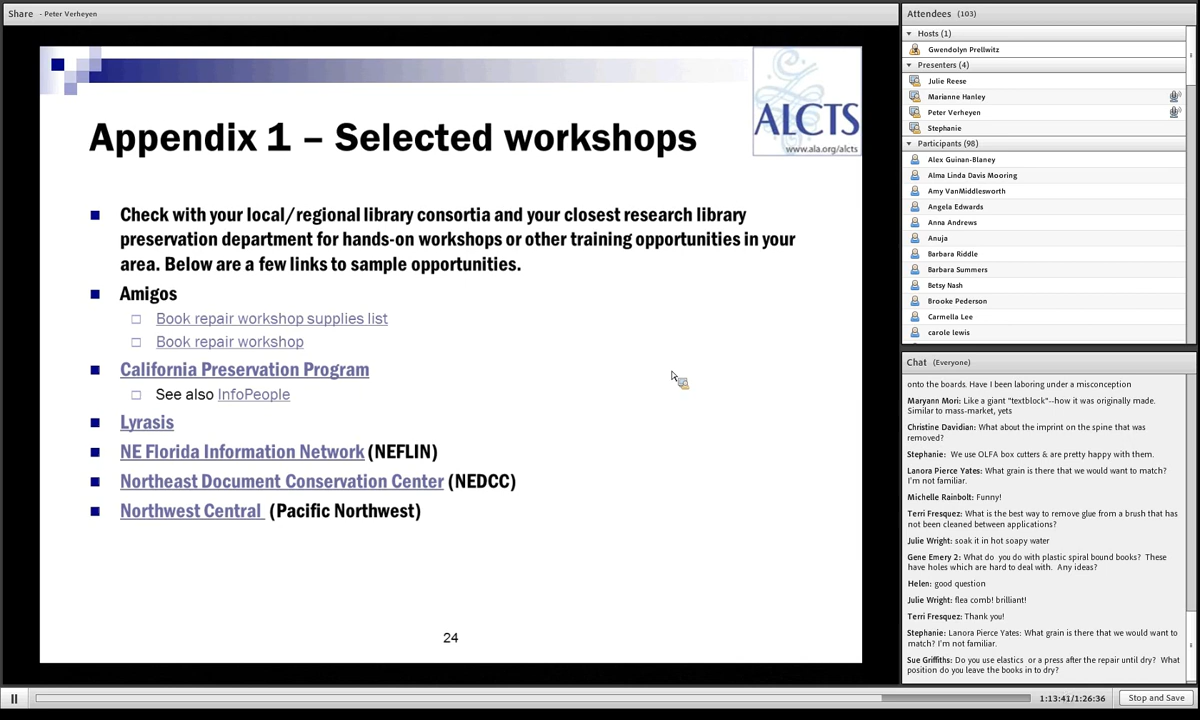 Share - Peter Verheyen
ALCTS
www.ala.org/alcts
Appendix 1 – Selected workshops
Check with your local/regional library consortia and your closest research library
preservation department for hands-on workshops or other training opportunities in your
area. Below are a few links to sample opportunities.
Amigos
Book repair workshop supplies list
Book repair workshop
California Preservation Program
See also InfoPeople
Lyrasis
NE Florida Information Network (NEFLIN)
Northeast Document Conservation Center (NEDCC)
Northwest Central (Pacific Northwest)
24
Attendees (103)
Hosts (1)
Gwendolyn Prellwitz
Presenters (4)
Julie Reese
Marianne Hanley
Peter Verheyen
Stephanie
Participants (98)
Alex Guinan-Blaney
Alma Linda Davis Mooring
Amy VanMiddlesworth
Angela Edwards
Anna Andrews
Anuja
Barbara Riddle
Barbara Summers
Betsy Nash
Brooke Pederson
Carmella Lee
carole lewis
Chat (Everyone)
onto the boards. Have I been laboring under a misconception
Maryann Mori: Like a giant "textblock"--how it was originally made.
Similar to mass-market, yets
Christine Davidian: What about the imprint on the spine that was
removed?
Stephanie: We use OLFA box cutters & are pretty happy with them.
Lanora Pierce Yates: What grain is there that we would want to match?
I'm not familiar.
Michelle Rainbolt: Funny!
Terri Fresquez: What is the best way to remove glue from a brush that has
not been cleaned between applications?
Julie Wright: soak it in hot soapy water
Gene Emery 2: What do you do with plastic spiral bound books? These
have holes which are hard to deal with. Any ideas?
Helen: good question
Julie Wright: flea comb! brilliant!
Terri Fresquez: Thank you!
Stephanie: Lanora Pierce Yates: What grain is there that we would want to
match? I'm not familiar.
Sue Griffiths: Do you use elastics or a press after the repair until dry? What
position do you leave the books in to dry?
1:13:41/1:26:36
Stop and Save